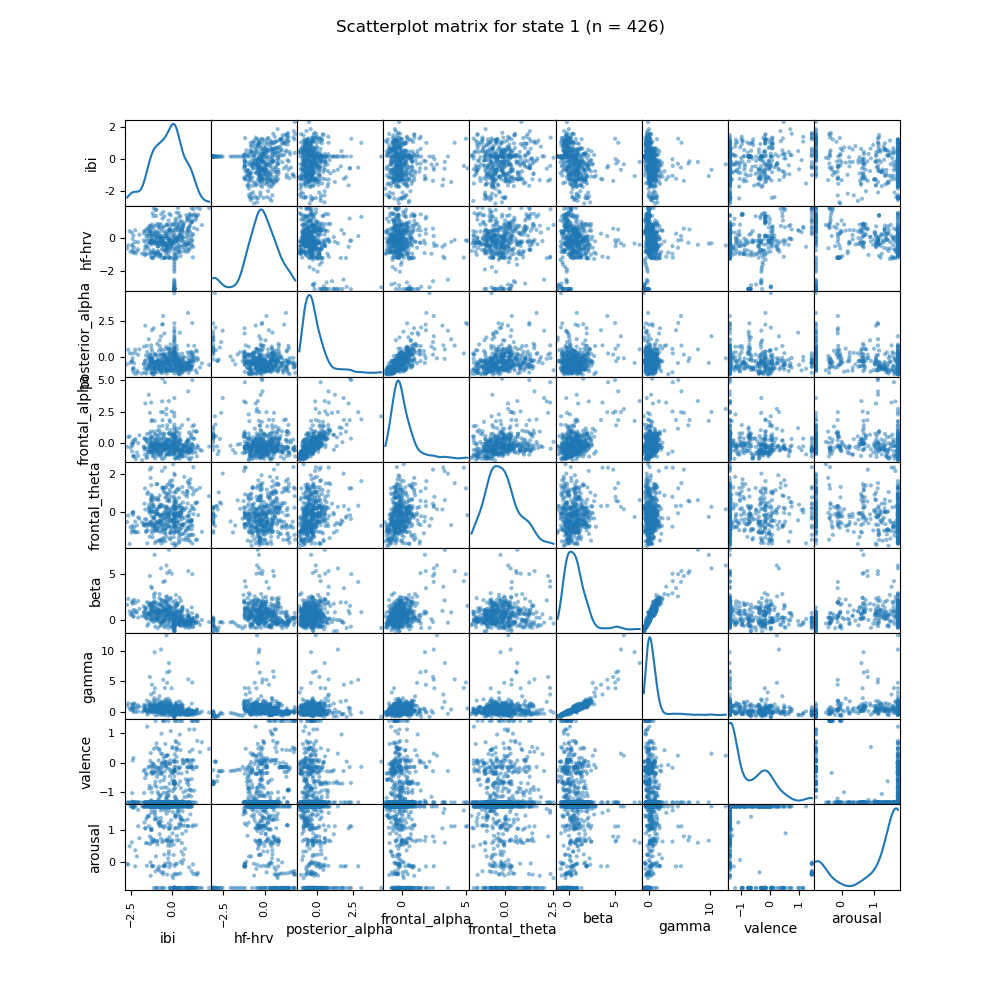 Scatterplot matrix for state 1 (n = 426)
ibi
2
0
−2
hf-hrv
0
−2
posterior_alpha
2.5
0.0
frontal_alpha
5.0
2.5
0.0
frontal_theta
2
0
beta
5
0
gamma
10
5
0
valence
1
0
−1
arousal
1
0
−2.5 0.0 −2.5 0.0 0.0 2.5 0 5 0.0 2.5 0 5 0 10 −1 0 1 0 1
ibi hf-hrv posterior_alpha frontal_alpha frontal_theta beta gamma valence arousal